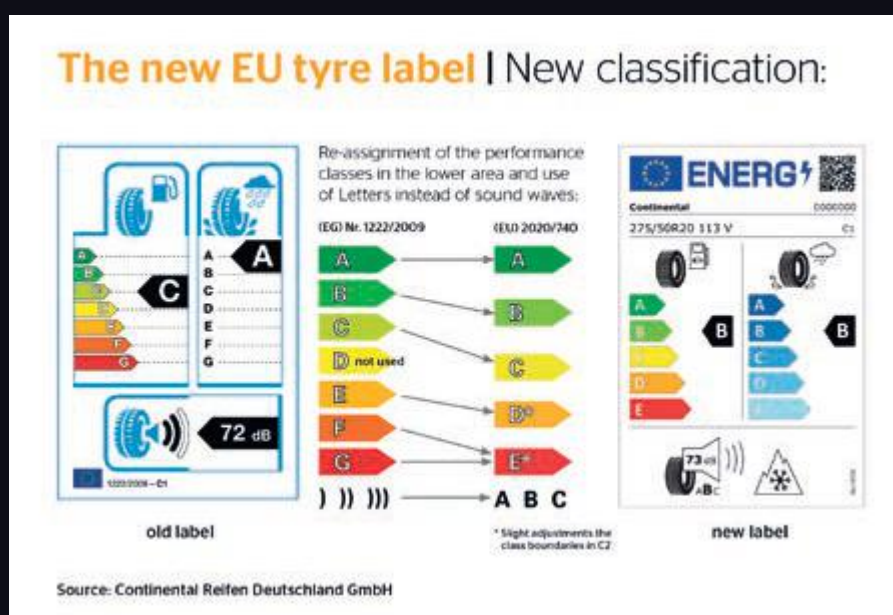 The new EU tyre label | New classification:
A
B
C
D
E
F
G
C
A
B
C
D
E
F
G
A
72 dB
1222/2009 - C1
old label
Re-assignment of the performance
classes in the lower area and use
of Letters instead of sound waves:
(EG) Nr. 1222/2009
(EU) 2020/740
A
B
C
D not used
E
F
G
A
B
C
D*
E*
A B C
* Slight adjustments the
class boundaries in C2
ENERG
Continental
275/50R20 113 V
C1
A
B
D
E
B
A
B
C
D
B
73 dB
ABC
new label
Source: Continental Reifen Deutschland GmbH